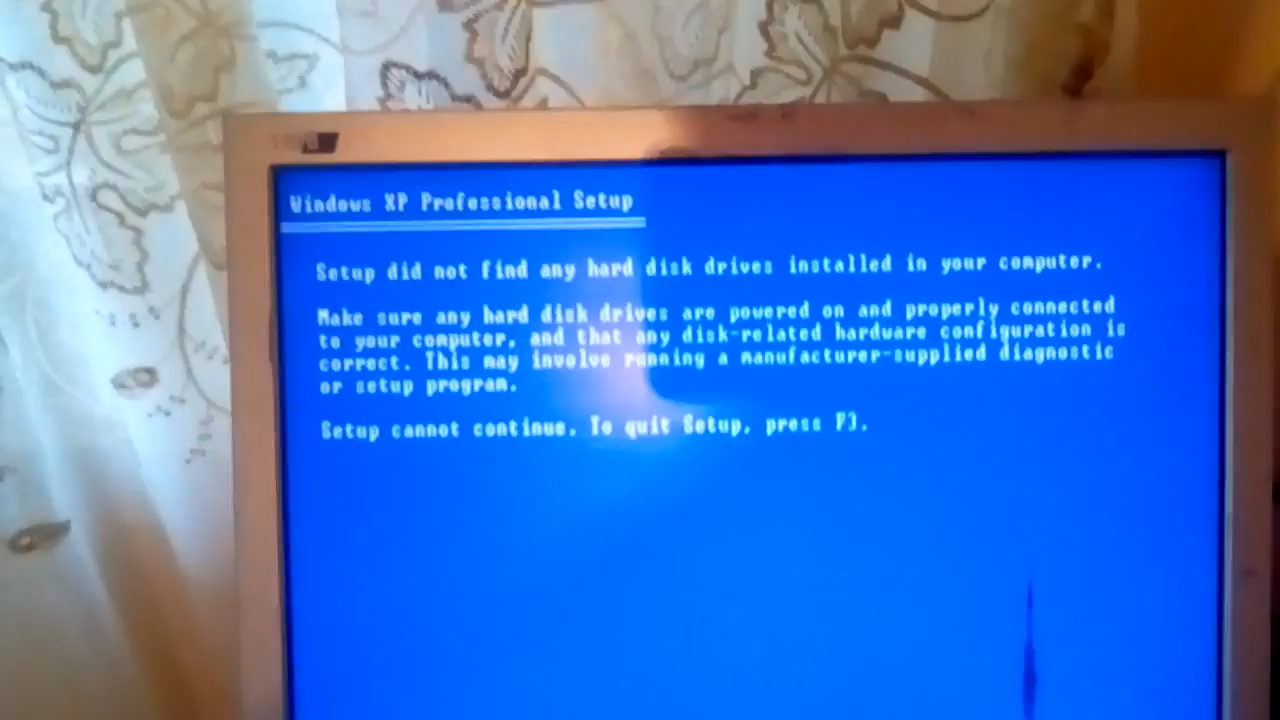 Windows XP Professional Setup
Setup did not find any hard disk drives installed in your computer.
Make sure any hard disk drives are powered on and properly connected
to your computer, and that any disk-related hardware configuration is
correct. This may involve running a manufacturer-supplied diagnostic
or setup program.
Setup cannot continue. To quit Setup, press F3.